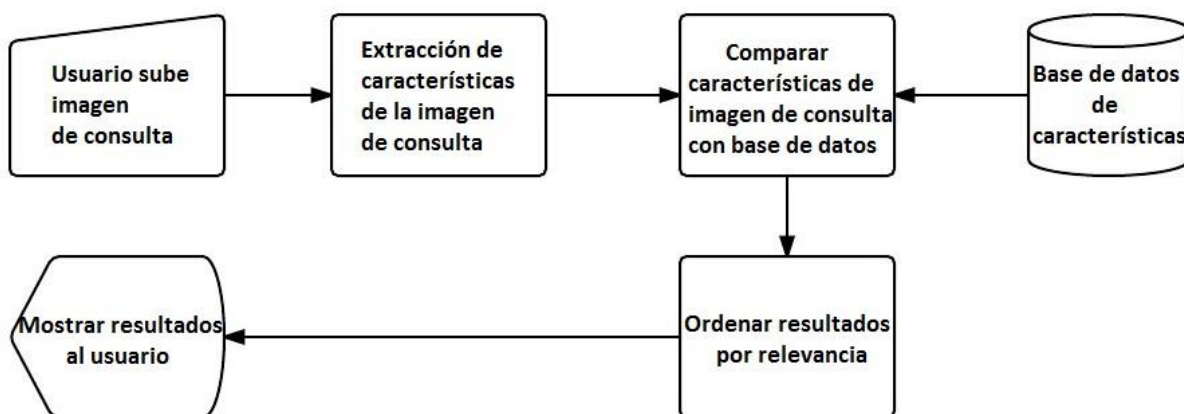 Usuario sube
imagen
de consulta
Extracción de
características
de la imagen
de consulta
Comparar
características de
imagen de consulta
con base de datos
Base de datos
de
características
Ordenar resultados
por relevancia
Mostrar resultados
al usuario